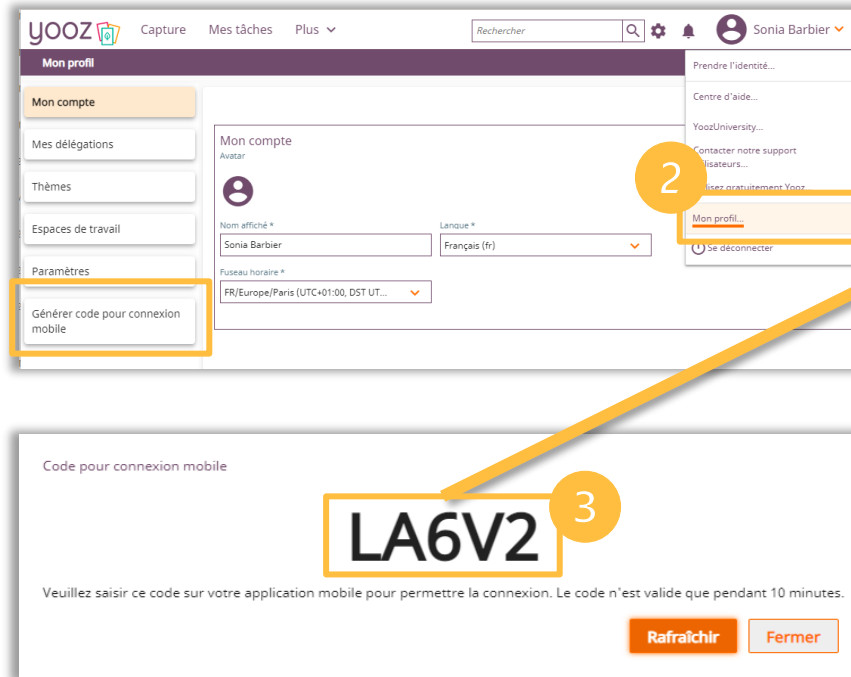 yooz Capture Mes tâches Plus Rechercher Sonia Barbier
Mon profil
Prendre l'identité...
Centre d'aide...
YoozUniversity...
Contacter notre support
gratuitement Yooz...
Mon profil...
Se déconnecter
Mon compte
Mes délégations
Thèmes
Espaces de travail
Paramètres
Générer code pour connexion
mobile
Mon compte
Avatar
Nom affiché * Langue *
Sonia Barbier Français (fr)
Fuseau horaire *
FR/Europe/Paris (UTC+01:00, DST UT...
2
Code pour connexion mobile
LA6V2
3
Veuillez saisir ce code sur votre application mobile pour permettre la connexion. Le code n'est valide que pendant 10 minutes.
Rafraîchir Fermer